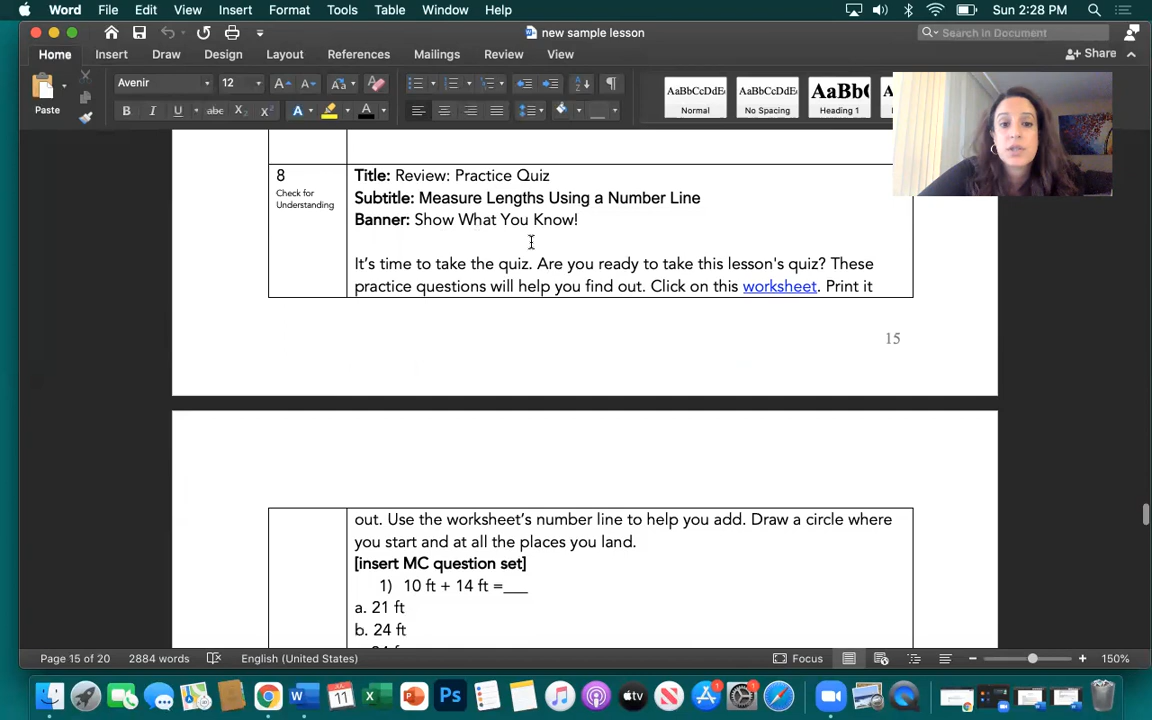 Word File Edit View Insert Format Tools Table Window Help Sun 2:28 PM
new sample lesson
Search in Document
Home Insert Draw Design Layout References Mailings Review View Share
Paste
Avenir 12
AaBbCcDdE AaBbCcDdE AaBbC
Normal No Spacing Heading 1
8
Check for
Understanding
Title: Review: Practice Quiz
Subtitle: Measure Lengths Using a Number Line
Banner: Show What You Know!
It's time to take the quiz. Are you ready to take this lesson's quiz? These
practice questions will help you find out. Click on this worksheet. Print it
15
out. Use the worksheet's number line to help you add. Draw a circle where
you start and at all the places you land.
[insert MC question set]
1) 10 ft + 14 ft =___
a. 21 ft
b. 24 ft
Page 15 of 20 2884 words English (United States) Focus 150%